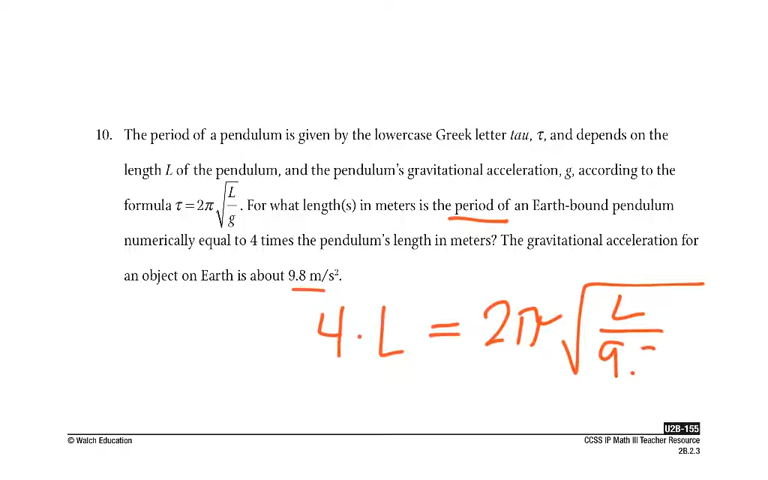 10. The period of a pendulum is given by the lowercase Greek letter tau, τ, and depends on the
length L of the pendulum, and the pendulum's gravitational acceleration, g, according to the
formula τ = 2π √(L/g). For what length(s) in meters is the period of an Earth-bound pendulum
numerically equal to 4 times the pendulum's length in meters? The gravitational acceleration for
an object on Earth is about 9.8 m/s².
4 · L = 2π √(L/9.
U2B-155
© Walch Education
CCSS IP Math III Teacher Resource
2B.2.3